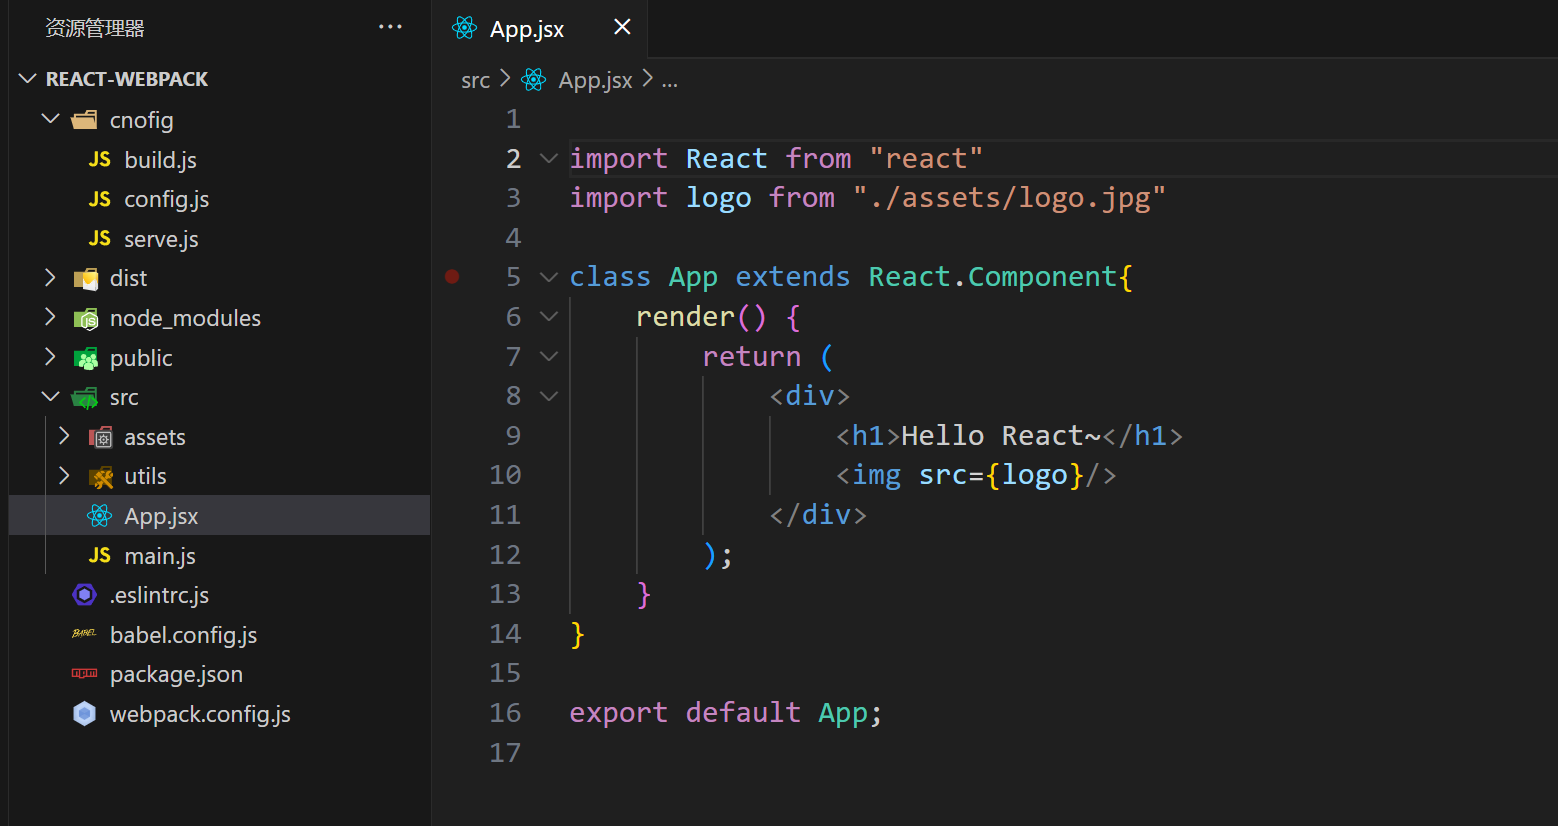 资源管理器 ···
REACT-WEBPACK
cnofig
JS build.js
JS config.js
JS serve.js
dist
node_modules
public
src
assets
utils
App.jsx
JS main.js
.eslintrc.js
BABEL babel.config.js
npm package.json
webpack.config.js
App.jsx
src > App.jsx > ...
1
2 import React from "react"
3 import logo from "./assets/logo.jpg"
4
5 class App extends React.Component{
6 render() {
7 return (
8 <div>
9 <h1>Hello React~</h1>
10 <img src={logo}/>
11 </div>
12 );
13 }
14 }
15
16 export default App;
17